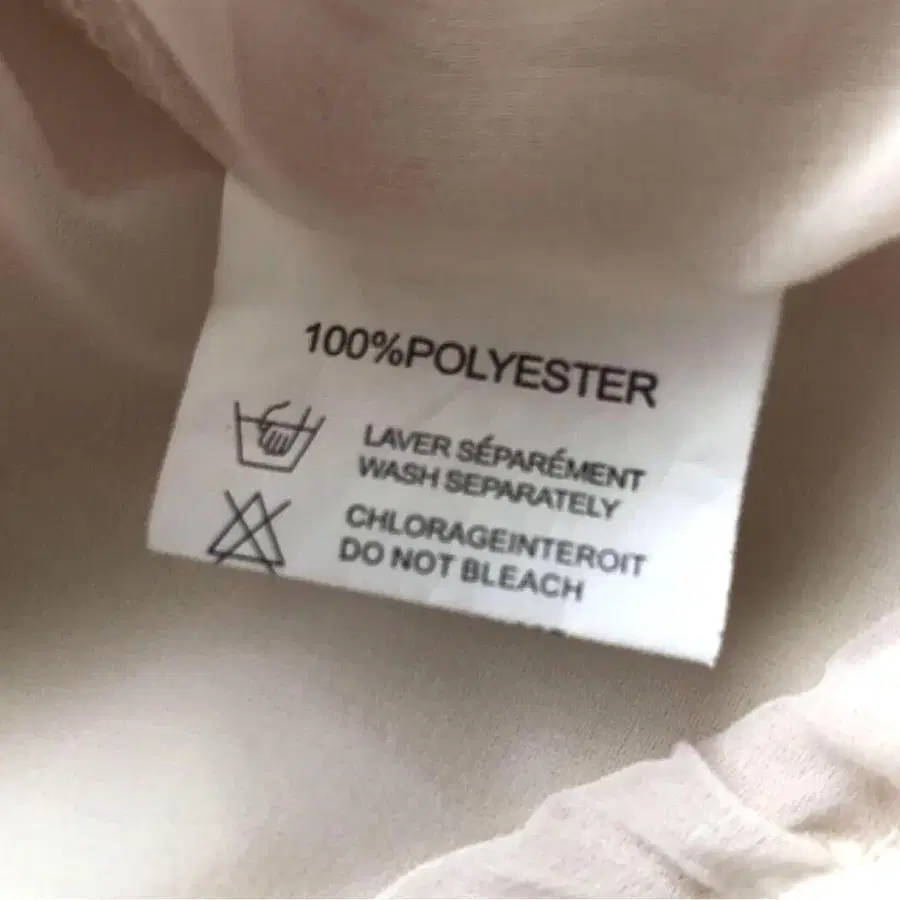 100%POLYESTER
LAVER SÉPARÉMENT
WASH SEPARATELY
CHLORAGEINTEROIT
DO NOT BLEACH